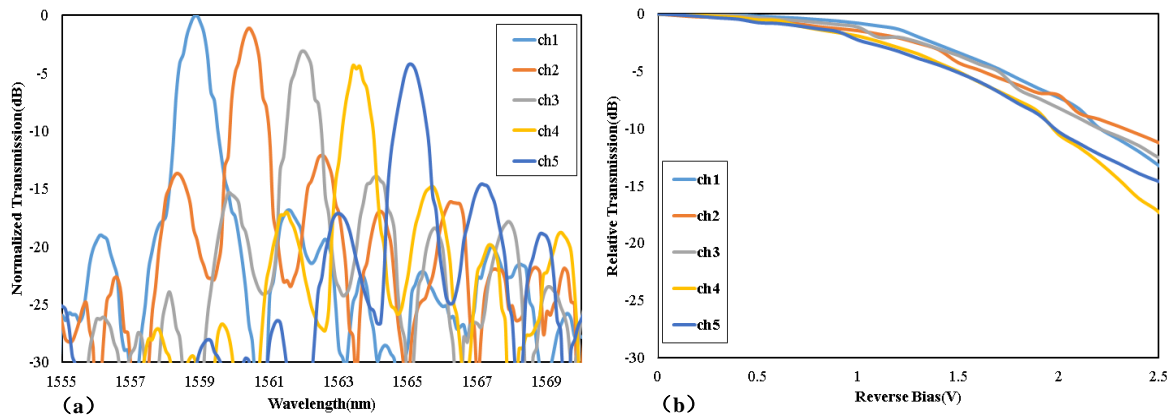 Normalized Transmission(dB)
0
-5
-10
-15
-20
-25
-30
1555
1557
1559
1561
1563
1565
1567
1569
Wavelength(nm)
ch1
ch2
ch3
ch4
ch5
(a)
Relative Transmission(dB)
0
-5
-10
-15
-20
-25
-30
0
0.5
1
1.5
2
2.5
Reverse Bias(V)
ch1
ch2
ch3
ch4
ch5
(b)